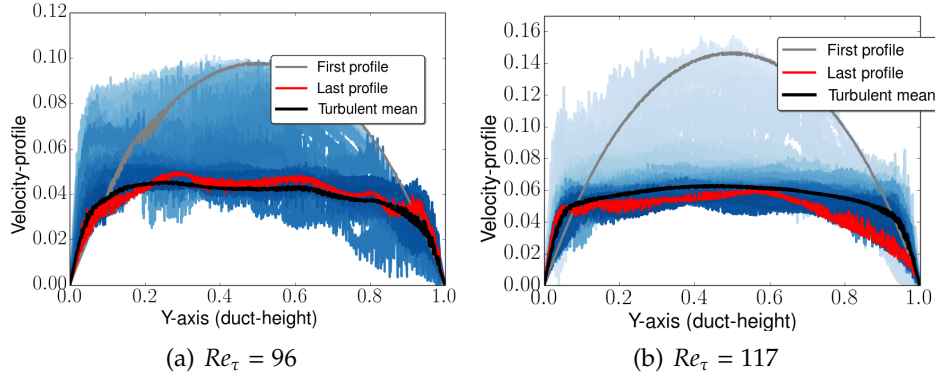 0.12
0.10
0.08
0.06
0.04
0.02
0.00
Velocity-profile
First profile
Last profile
Turbulent mean
0.0 0.2 0.4 0.6 0.8 1.0
Y-axis (duct-height)
(a) Re_τ = 96
0.16
0.14
0.12
0.10
0.08
0.06
0.04
0.02
0.00
Velocity-profile
First profile
Last profile
Turbulent mean
0.0 0.2 0.4 0.6 0.8 1.0
Y-axis (duct-height)
(b) Re_τ = 117